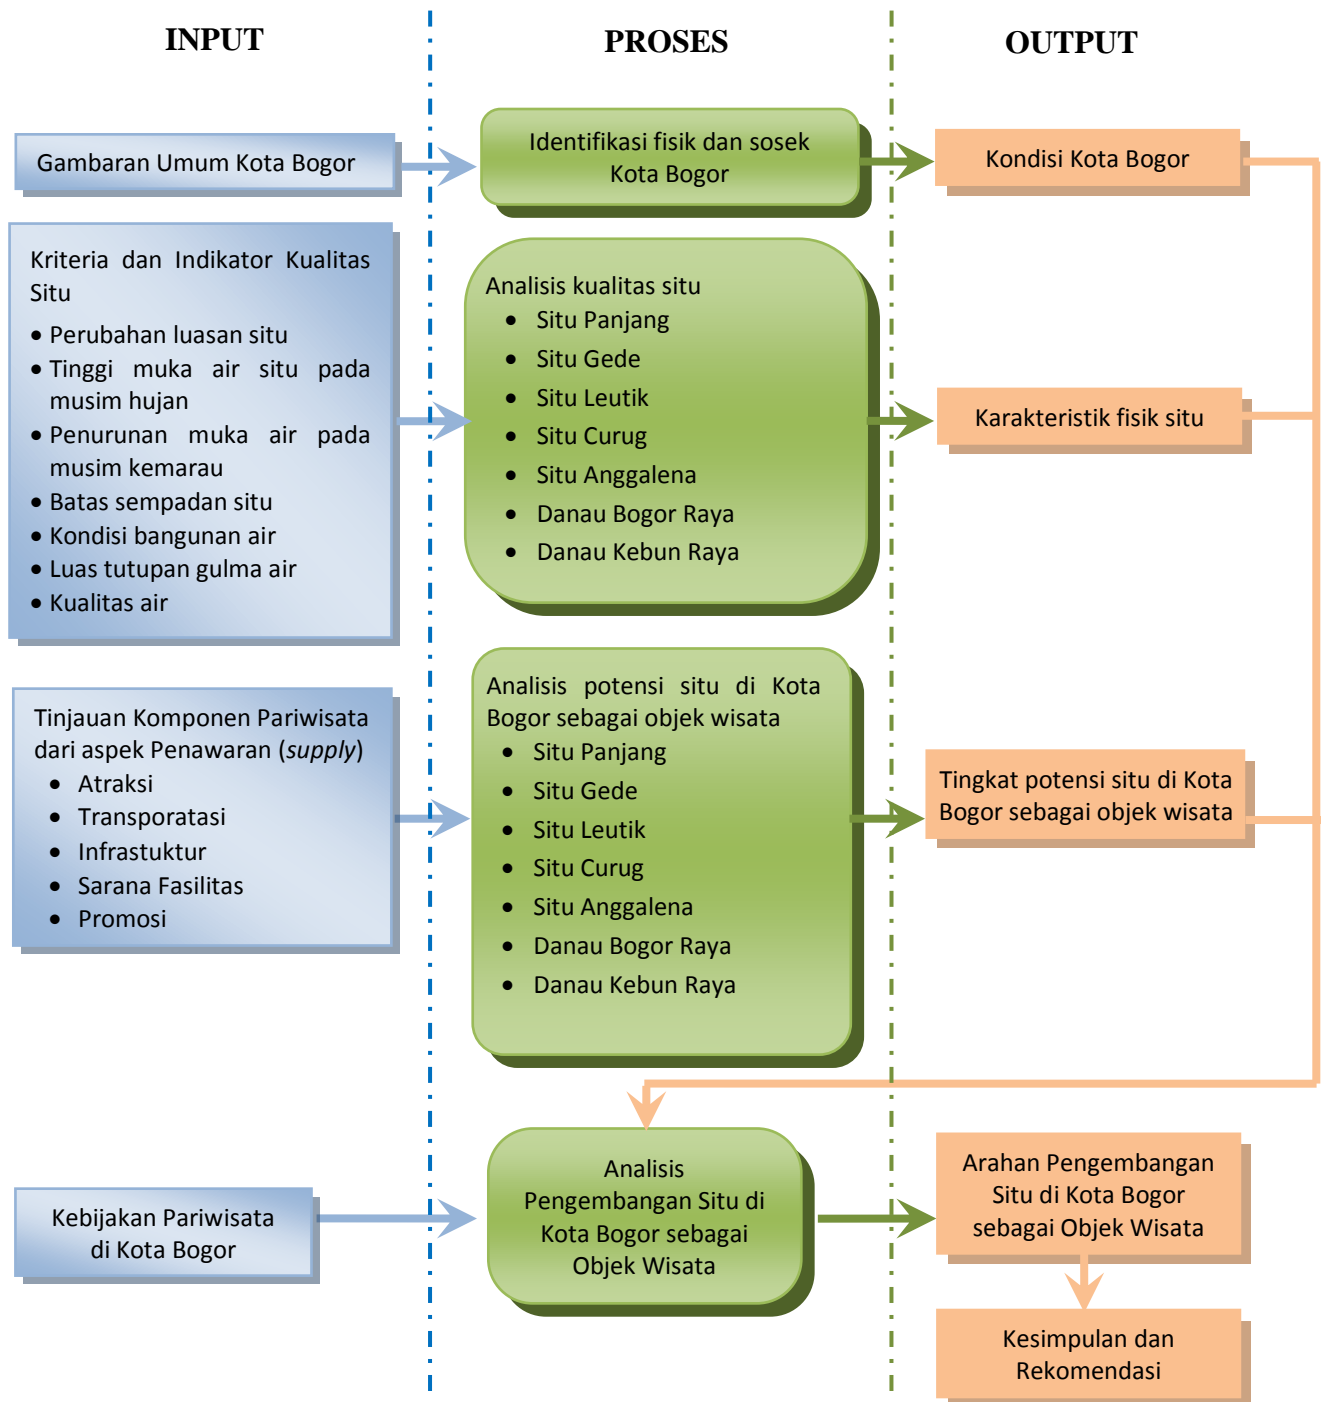 INPUT
PROSES
OUTPUT
Gambaran Umum Kota Bogor
Identifikasi fisik dan sosek
Kota Bogor
Kondisi Kota Bogor
Kriteria dan Indikator Kualitas
Situ
• Perubahan luasan situ
• Tinggi muka air situ pada
musim hujan
• Penurunan muka air pada
musim kemarau
• Batas sempadan situ
• Kondisi bangunan air
• Luas tutupan gulma air
• Kualitas air
Analisis kualitas situ
• Situ Panjang
• Situ Gede
• Situ Leutik
• Situ Curug
• Situ Anggalena
• Danau Bogor Raya
• Danau Kebun Raya
Karakteristik fisik situ
Tinjauan Komponen Pariwisata
dari aspek Penawaran (supply)
• Atraksi
• Transporatasi
• Infrastuktur
• Sarana Fasilitas
• Promosi
Analisis potensi situ di Kota
Bogor sebagai objek wisata
• Situ Panjang
• Situ Gede
• Situ Leutik
• Situ Curug
• Situ Anggalena
• Danau Bogor Raya
• Danau Kebun Raya
Tingkat potensi situ di Kota
Bogor sebagai objek wisata
Kebijakan Pariwisata
di Kota Bogor
Analisis
Pengembangan Situ di
Kota Bogor sebagai
Objek Wisata
Arahan Pengembangan
Situ di Kota Bogor
sebagai Objek Wisata
Kesimpulan dan
Rekomendasi